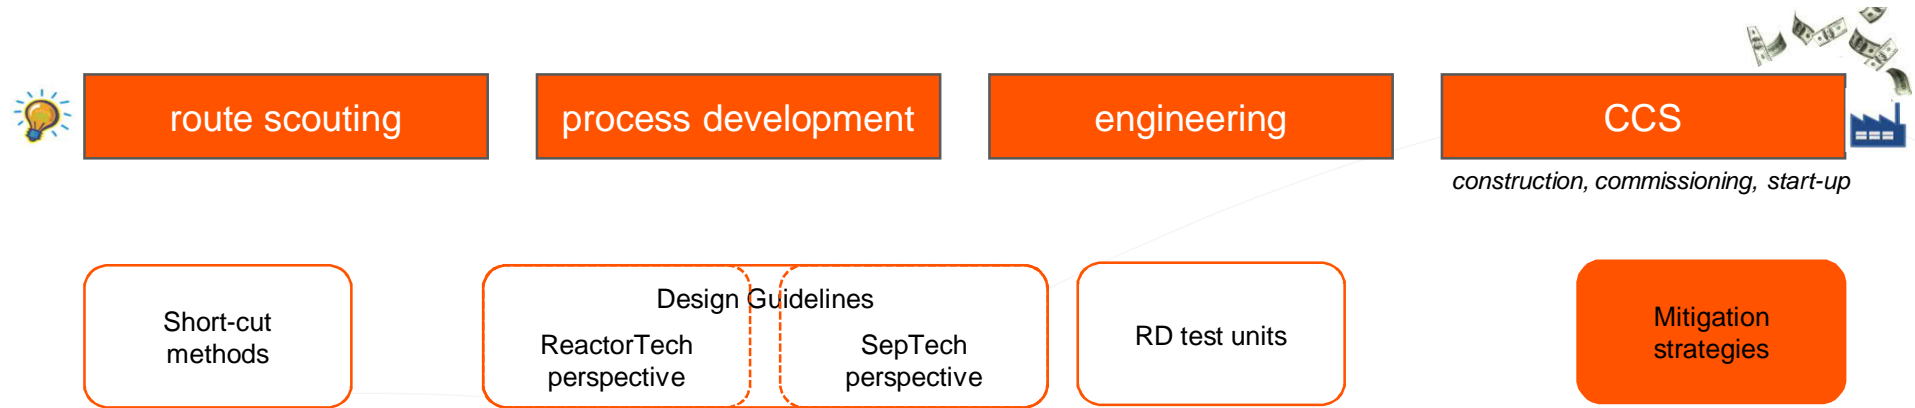 route scouting
process development
engineering
CCS
construction, commissioning, start-up
Short-cut
methods
Design Guidelines
ReactorTech
perspective
SepTech
perspective
RD test units
Mitigation
strategies